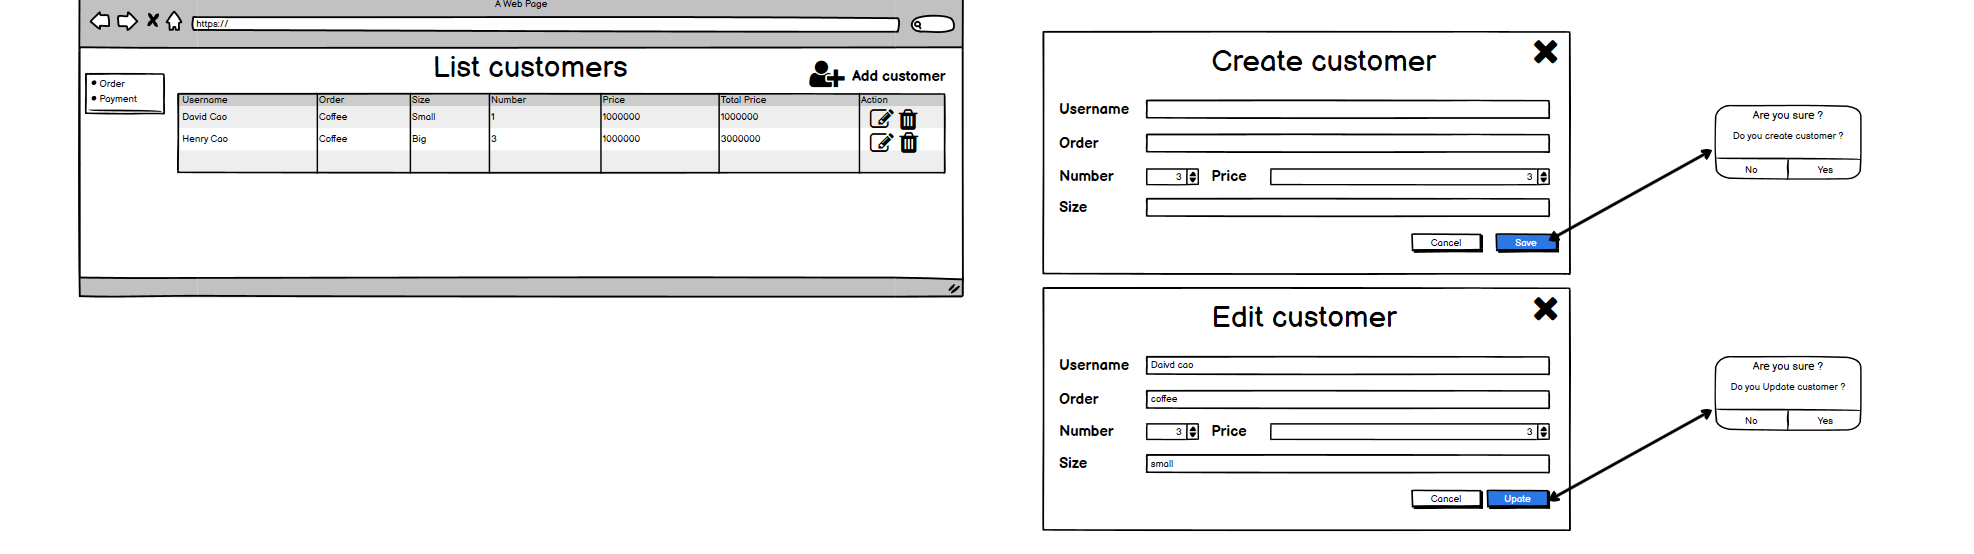 A Web Page
https://
List customers
Add customer
Order
Payment
Username Order Size Number Price Total Price Action
David Cao Coffee Small 1 1000000 1000000
Henry Cao Coffee Big 3 1000000 3000000
Create customer
Username
Order
Number 3 Price 3
Size
Cancel Save
Are you sure ?
Do you create customer ?
No Yes
Edit customer
Username Daivd cao
Order coffee
Number 3 Price 3
Size small
Cancel Upate
Are you sure ?
Do you Update customer ?
No Yes